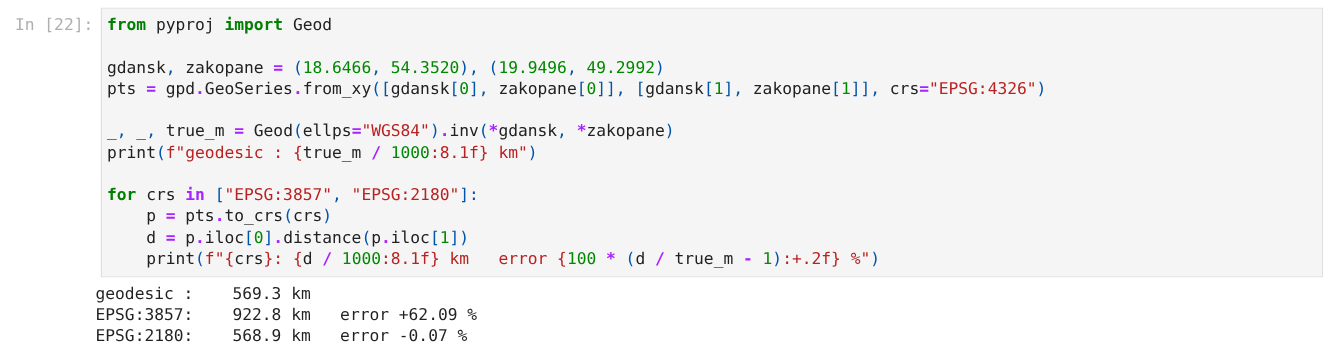 In [22]:
from pyproj import Geod
gdansk, zakopane = (18.6466, 54.3520), (19.9496, 49.2992)
pts = gpd.GeoSeries.from_xy([gdansk[0], zakopane[0]], [gdansk[1], zakopane[1]], crs="EPSG:4326")
_, _, true_m = Geod(ellps="WGS84").inv(*gdansk, *zakopane)
print(f"geodesic : {true_m / 1000:8.1f} km")
for crs in ["EPSG:3857", "EPSG:2180"]:
    p = pts.to_crs(crs)
    d = p.iloc[0].distance(p.iloc[1])
    print(f"{crs}: {d / 1000:8.1f} km   error {100 * (d / true_m - 1):+.2f} %")
geodesic :    569.3 km
EPSG:3857:    922.8 km   error +62.09 %
EPSG:2180:    568.9 km   error -0.07 %